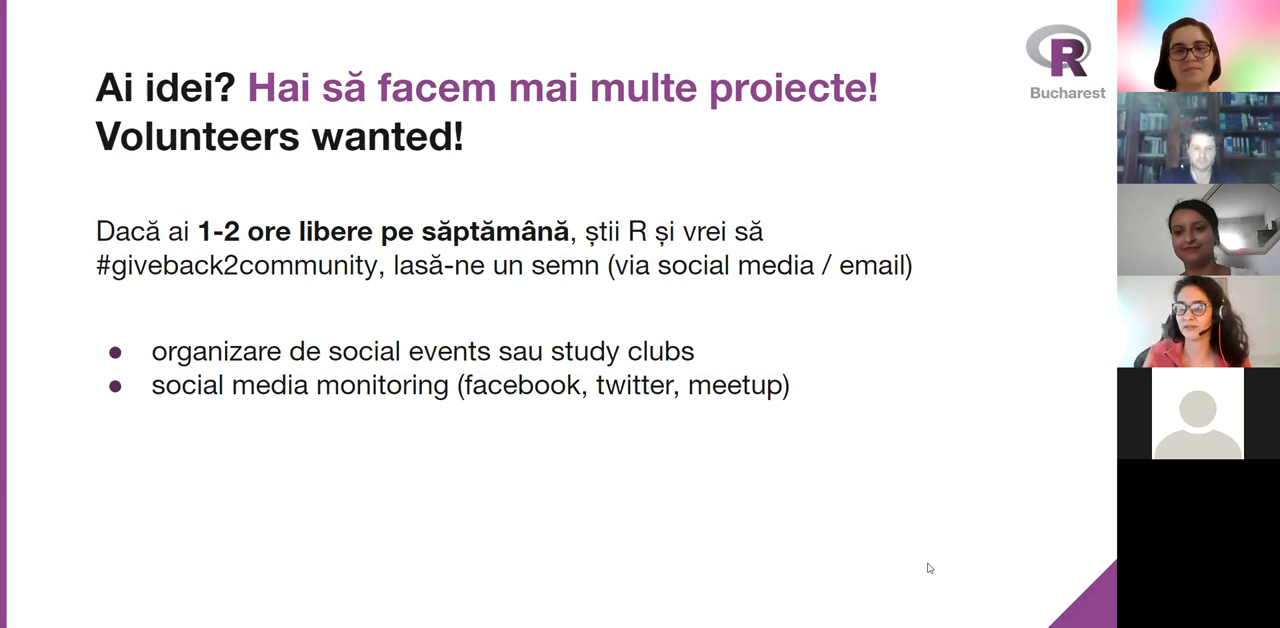 Ai idei? Hai să facem mai multe proiecte!
Volunteers wanted!
R
Bucharest
Dacă ai 1-2 ore libere pe săptămână, știi R și vrei să
#giveback2community, lasă-ne un semn (via social media / email)
● organizare de social events sau study clubs
● social media monitoring (facebook, twitter, meetup)